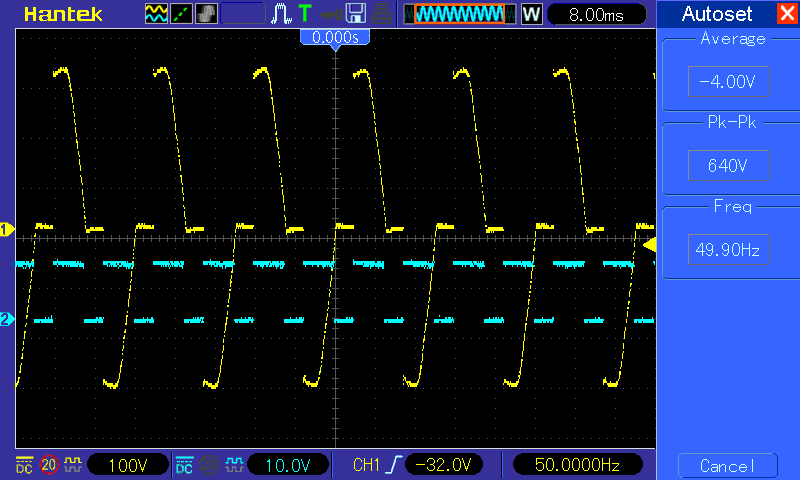 Hantek
T
W
8.00ms
Autoset
0.000s
Average
-4.00V
Pk-Pk
640V
Freq
49.90Hz
1
2
DC 20 100V DC 20 10.0V CH1 -32.0V 50.0000Hz
Cancel